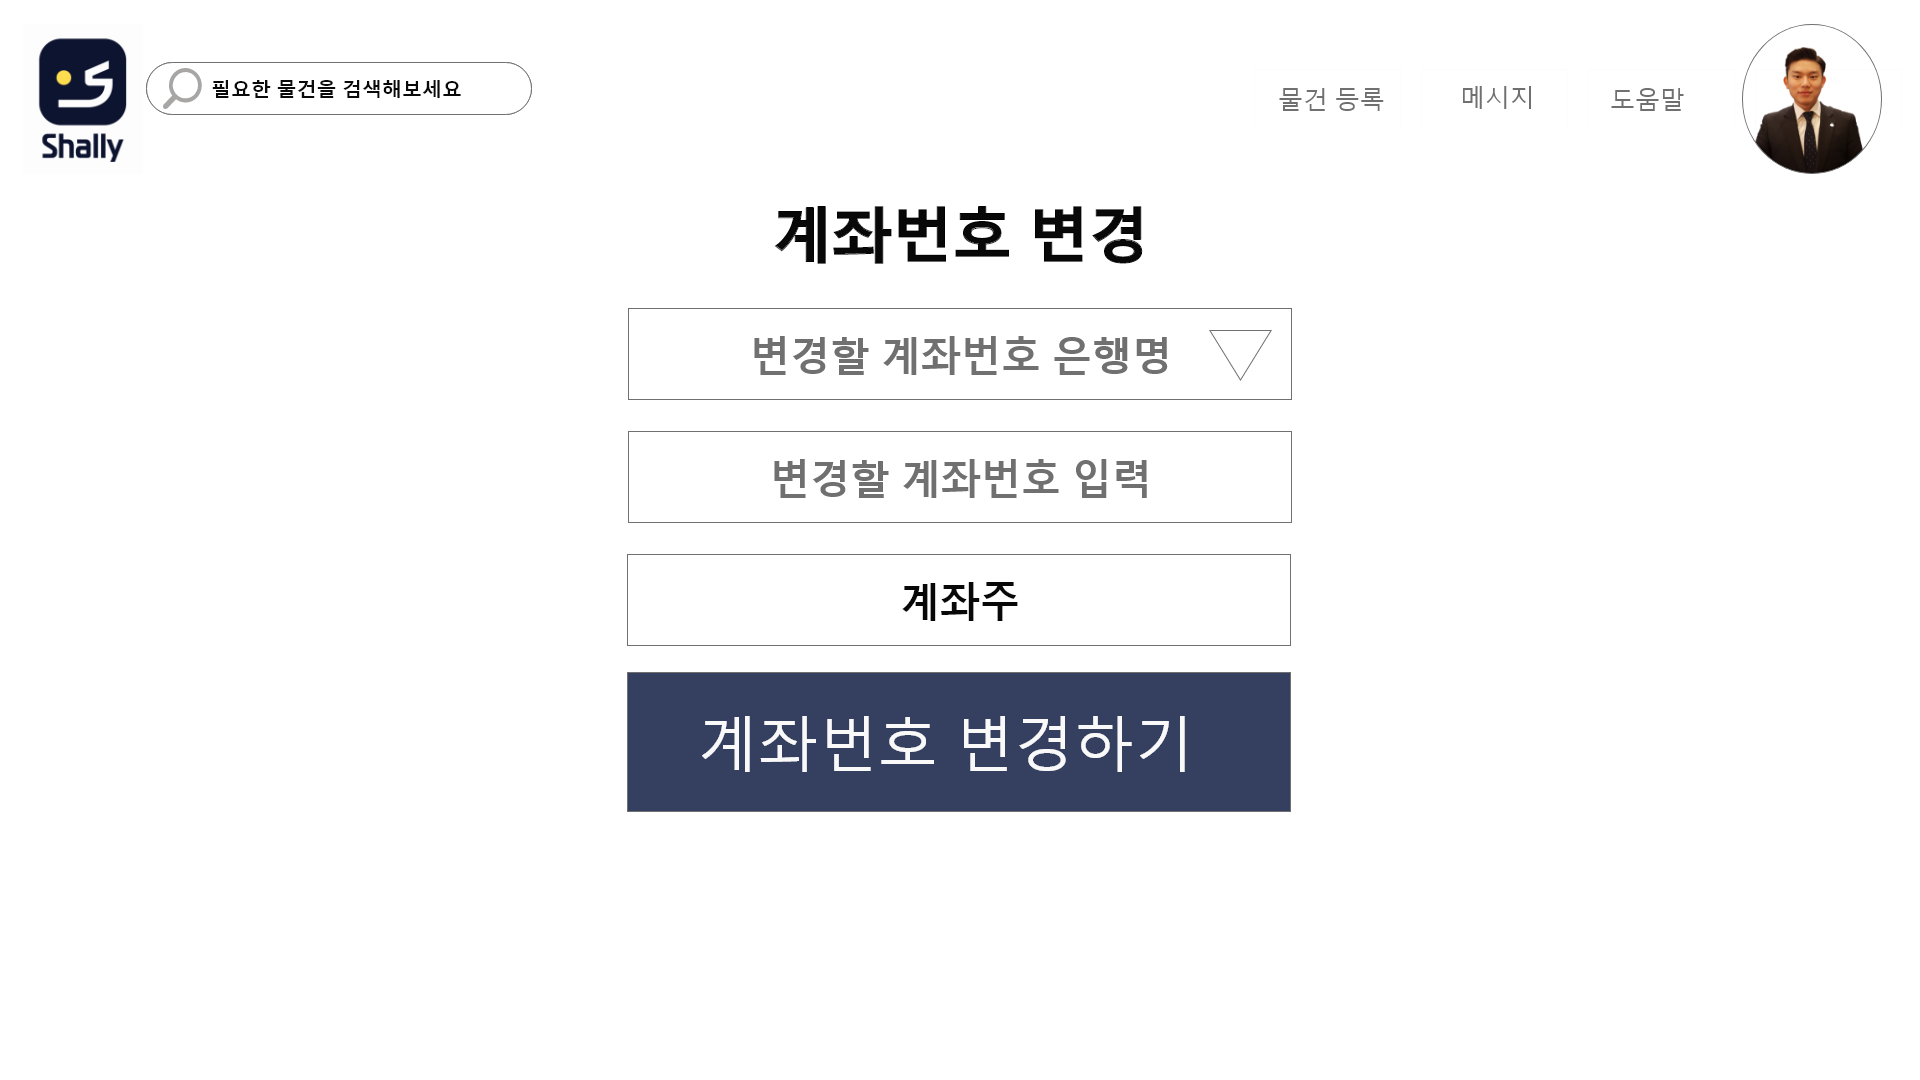 Shally
필요한 물건을 검색해보세요
물건 등록
메시지
도움말
계좌번호 변경
변경할 계좌번호 은행명
변경할 계좌번호 입력
계좌주
계좌번호 변경하기